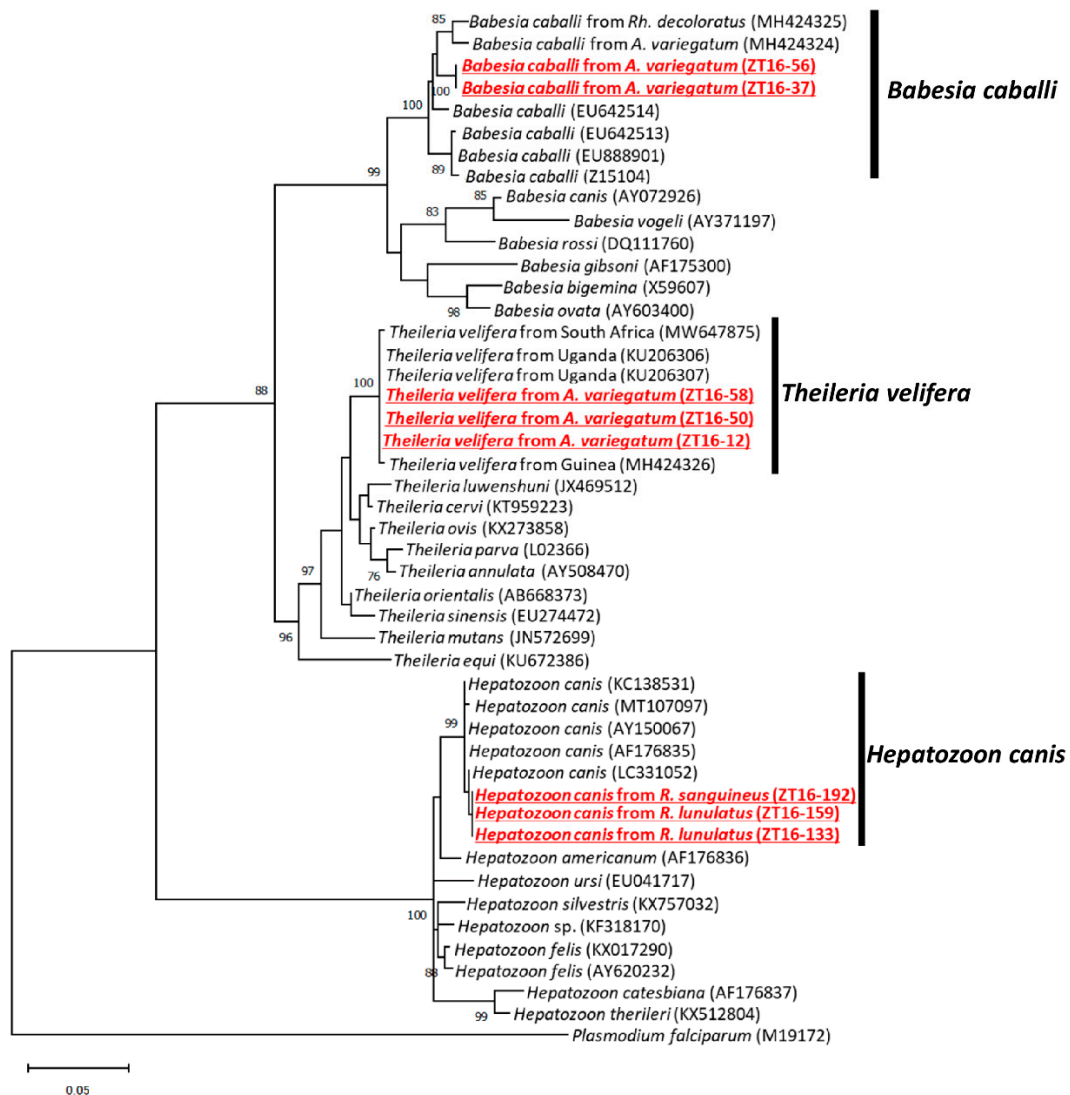 85
Babesia caballi from Rh. decoloratus (MH424325)
Babesia caballi from A. variegatum (MH424324)
Babesia caballi from A. variegatum (ZT16-56)
Babesia caballi from A. variegatum (ZT16-37)
100
Babesia caballi
100
Babesia caballi (EU642514)
Babesia caballi (EU642513)
Babesia caballi (EU888901)
89
Babesia caballi (Z15104)
99
85
Babesia canis (AY072926)
83
Babesia vogeli (AY371197)
Babesia rossi (DQ111760)
Babesia gibsoni (AF175300)
Babesia bigemina (X59607)
98
Babesia ovata (AY603400)
Theileria velifera from South Africa (MW647875)
Theileria velifera from Uganda (KU206306)
Theileria velifera from Uganda (KU206307)
100
88
Theileria velifera from A. variegatum (ZT16-58)
Theileria velifera
Theileria velifera from A. variegatum (ZT16-50)
Theileria velifera from A. variegatum (ZT16-12)
Theileria velifera from Guinea (MH424326)
Theileria luwenshuni (JX469512)
Theileria cervi (KT959223)
Theileria ovis (KX273858)
Theileria parva (L02366)
97
76
Theileria annulata (AY508470)
Theileria orientalis (AB668373)
Theileria sinensis (EU274472)
96
Theileria mutans (JN572699)
Theileria equi (KU672386)
Hepatozoon canis (KC138531)
Hepatozoon canis (MT107097)
99
Hepatozoon canis (AY150067)
Hepatozoon canis (AF176835)
Hepatozoon canis
Hepatozoon canis (LC331052)
Hepatozoon canis from R. sanguineus (ZT16-192)
Hepatozoon canis from R. lunulatus (ZT16-159)
Hepatozoon canis from R. lunulatus (ZT16-133)
Hepatozoon americanum (AF176836)
Hepatozoon ursi (EU041717)
Hepatozoon silvestris (KX757032)
100
Hepatozoon sp. (KF318170)
Hepatozoon felis (KX017290)
88
Hepatozoon felis (AY620232)
Hepatozoon catesbiana (AF176837)
99
Hepatozoon therileri (KX512804)
Plasmodium falciparum (M19172)
0.05